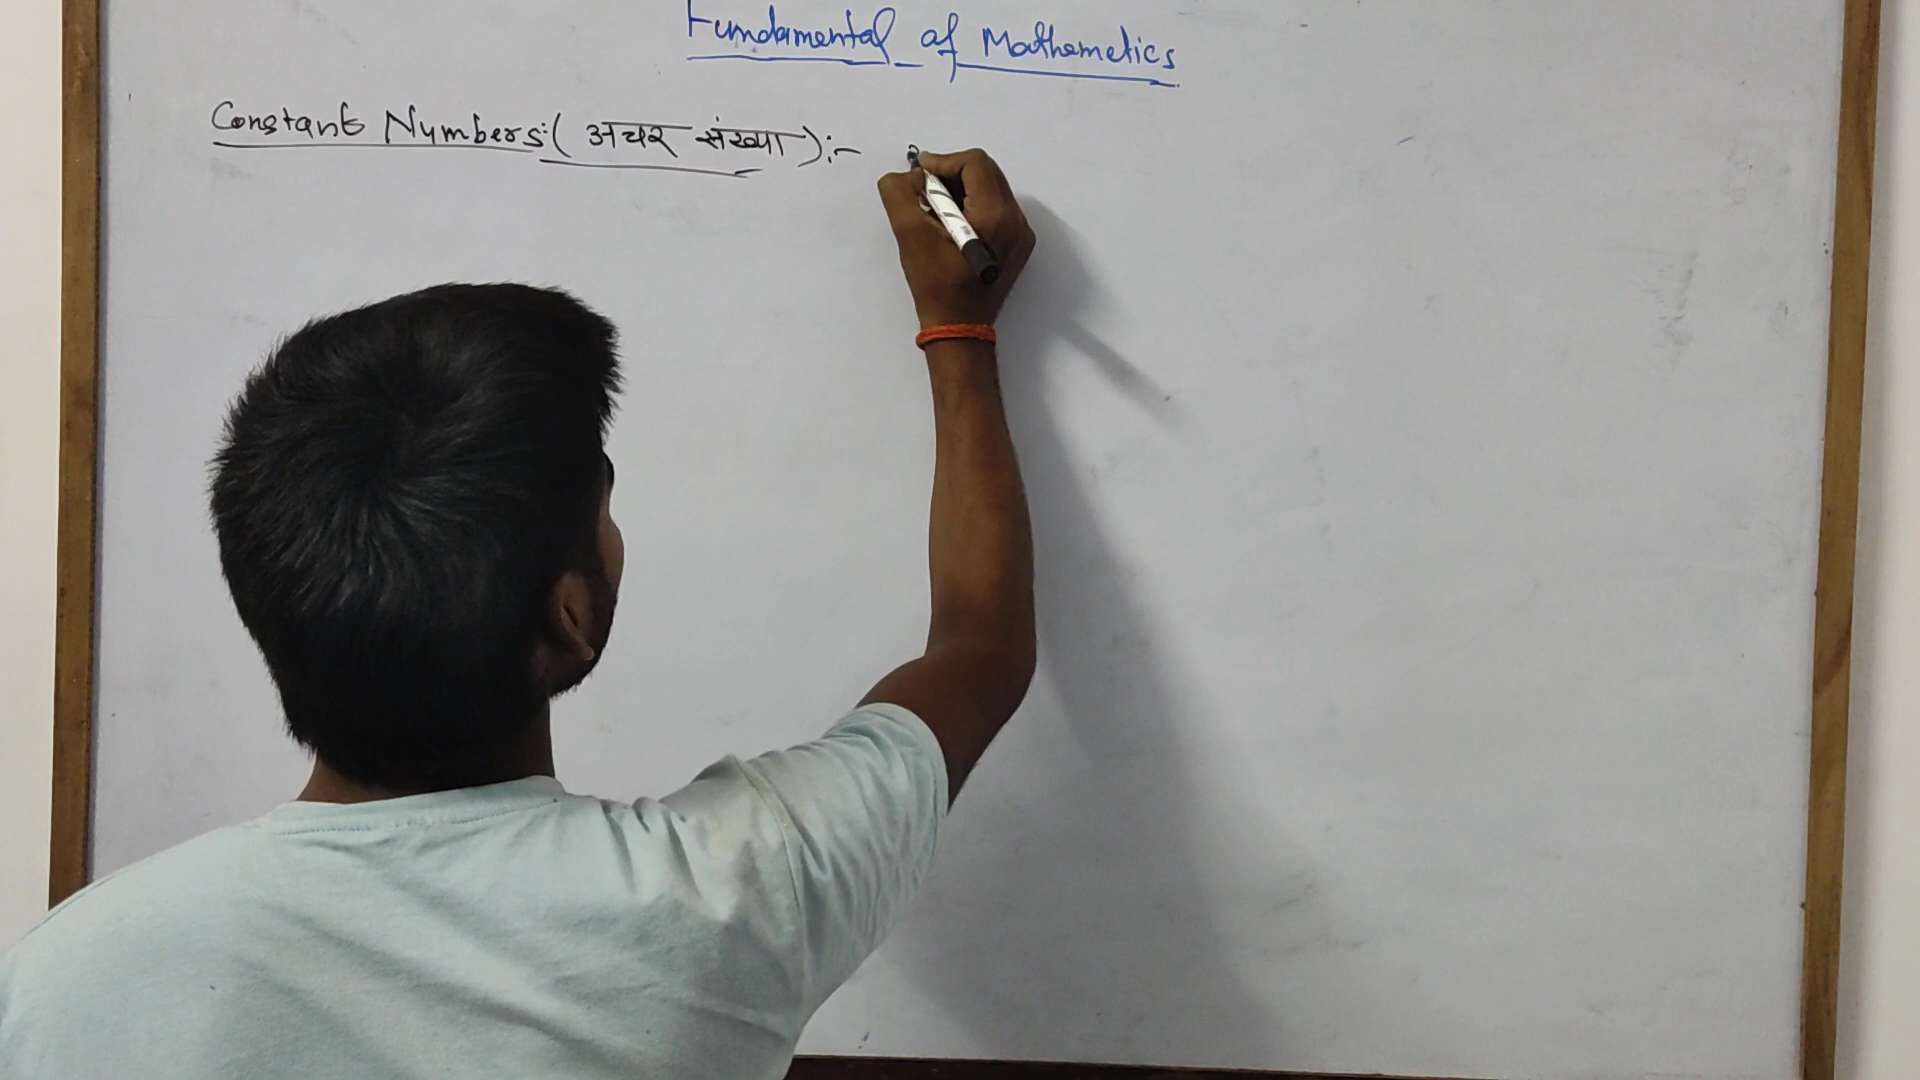 Fundamental of Mathemetics
Constant Numbers:(अचर संख्या):-